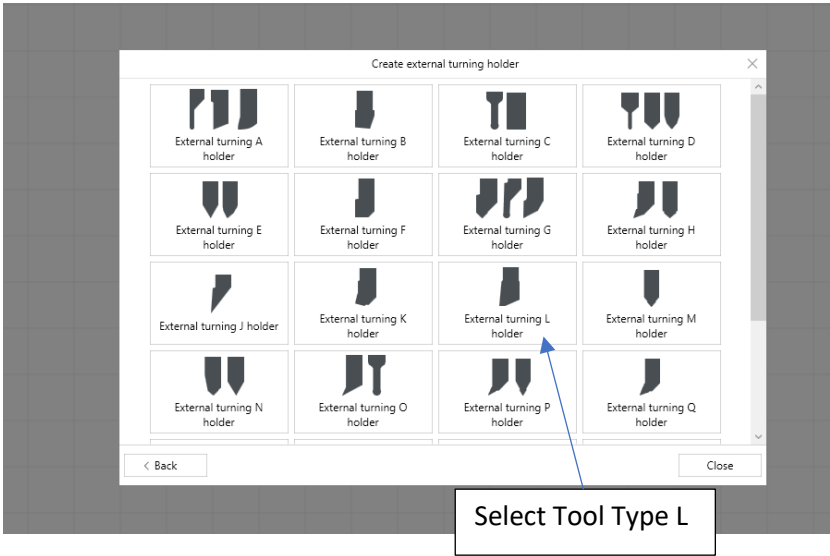 Create external turning holder
External turning A
holder
External turning B
holder
External turning C
holder
External turning D
holder
External turning E
holder
External turning F
holder
External turning G
holder
External turning H
holder
External turning J holder
External turning K
holder
External turning L
holder
External turning M
holder
External turning N
holder
External turning O
holder
External turning P
holder
External turning Q
holder
< Back
Close
Select Tool Type L